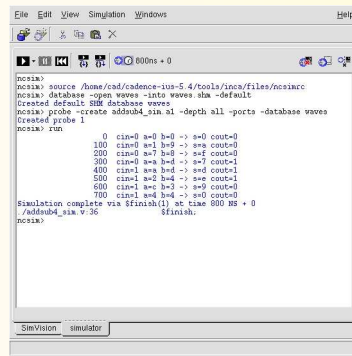 File Edit View Simulation Windows Help
800ns + 0
ncsim>
ncsim> source /home/cad/cadence-ius-5.4/tools/inca/files/ncsimrc
ncsim> database -open waves -into waves.shm -default
Created default SHM database waves
ncsim> probe -create addsub4_sim.a1 -depth all -ports -database waves
Created probe 1
ncsim> run
0 cin=0 a=0 b=0 -> s=0 cout=0
100 cin=0 a=1 b=9 -> s=a cout=0
200 cin=0 a=7 b=8 -> s=f cout=0
300 cin=0 a=a b=d -> s=7 cout=1
400 cin=1 a=a b=d -> s=d cout=1
500 cin=1 a=2 b=4 -> s=e cout=1
600 cin=1 a=c b=3 -> s=9 cout=0
700 cin=1 a=4 b=4 -> s=0 cout=0
Simulation complete via $finish(1) at time 800 NS + 0
./addsub4_sim.v:36 $finish;
ncsim>
SimVision simulator